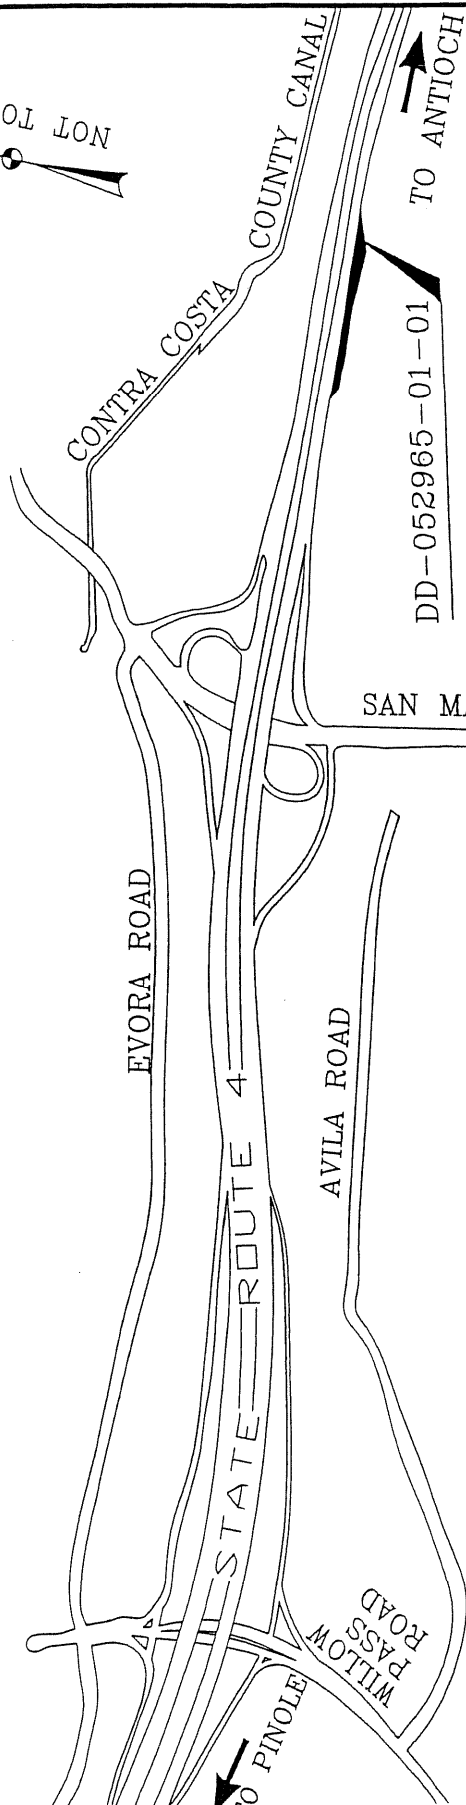 COUNTY CANAL
TO ANTIOCH
NOT TO
CONTRA COSTA
DD-052965-01-01
SAN MA
EVORA ROAD
AVILA ROAD
STATE ROUTE 4
WILLOW
PASS
ROAD
TO PINOLE